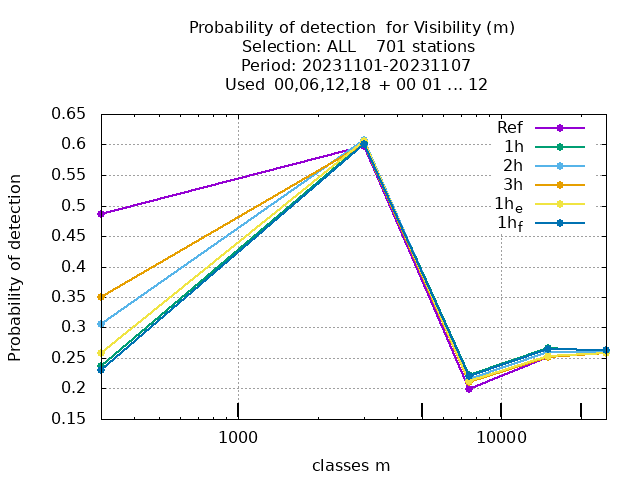 Probability of detection  for Visibility (m)
Selection: ALL    701 stations
Period: 20231101-20231107
Used  00,06,12,18 + 00 01 ... 12
Probability of detection
0.65
0.6
0.55
0.5
0.45
0.4
0.35
0.3
0.25
0.2
0.15
Ref
1h
2h
3h
1h_e
1h_f
1000
10000
classes m